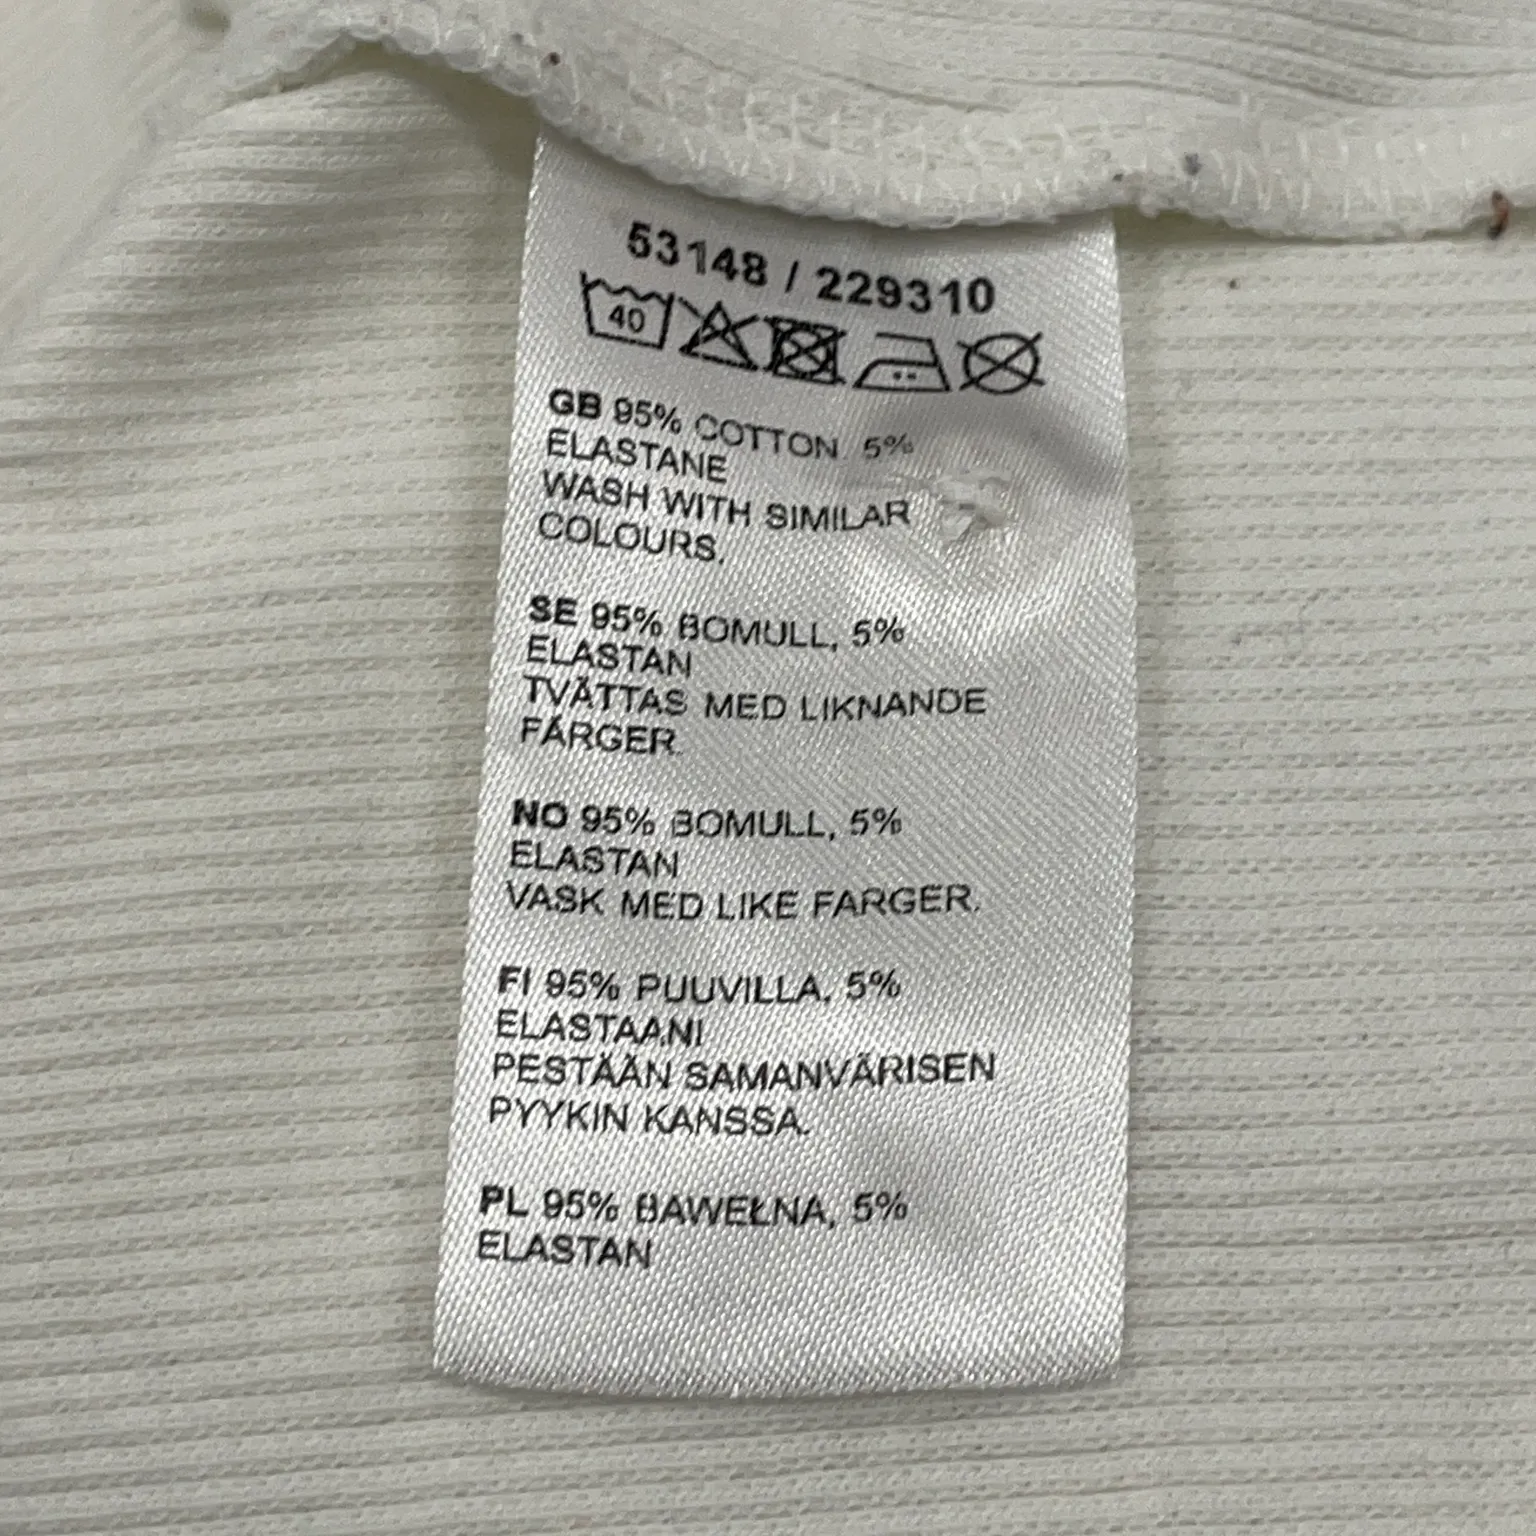 53148 / 229310
40
GB 95% COTTON 5%
ELASTANE
WASH WITH SIMILAR
COLOURS.
SE 95% BOMULL, 5%
ELASTAN
TVÄTTAS MED LIKNANDE
FÄRGER.
NO 95% BOMULL, 5%
ELASTAN
VASK MED LIKE FARGER.
FI 95% PUUVILLA, 5%
ELASTAANI
PESTÄÄN SAMANVÄRISEN
PYYKIN KANSSA.
PL 95% BAWEŁNA, 5%
ELASTAN